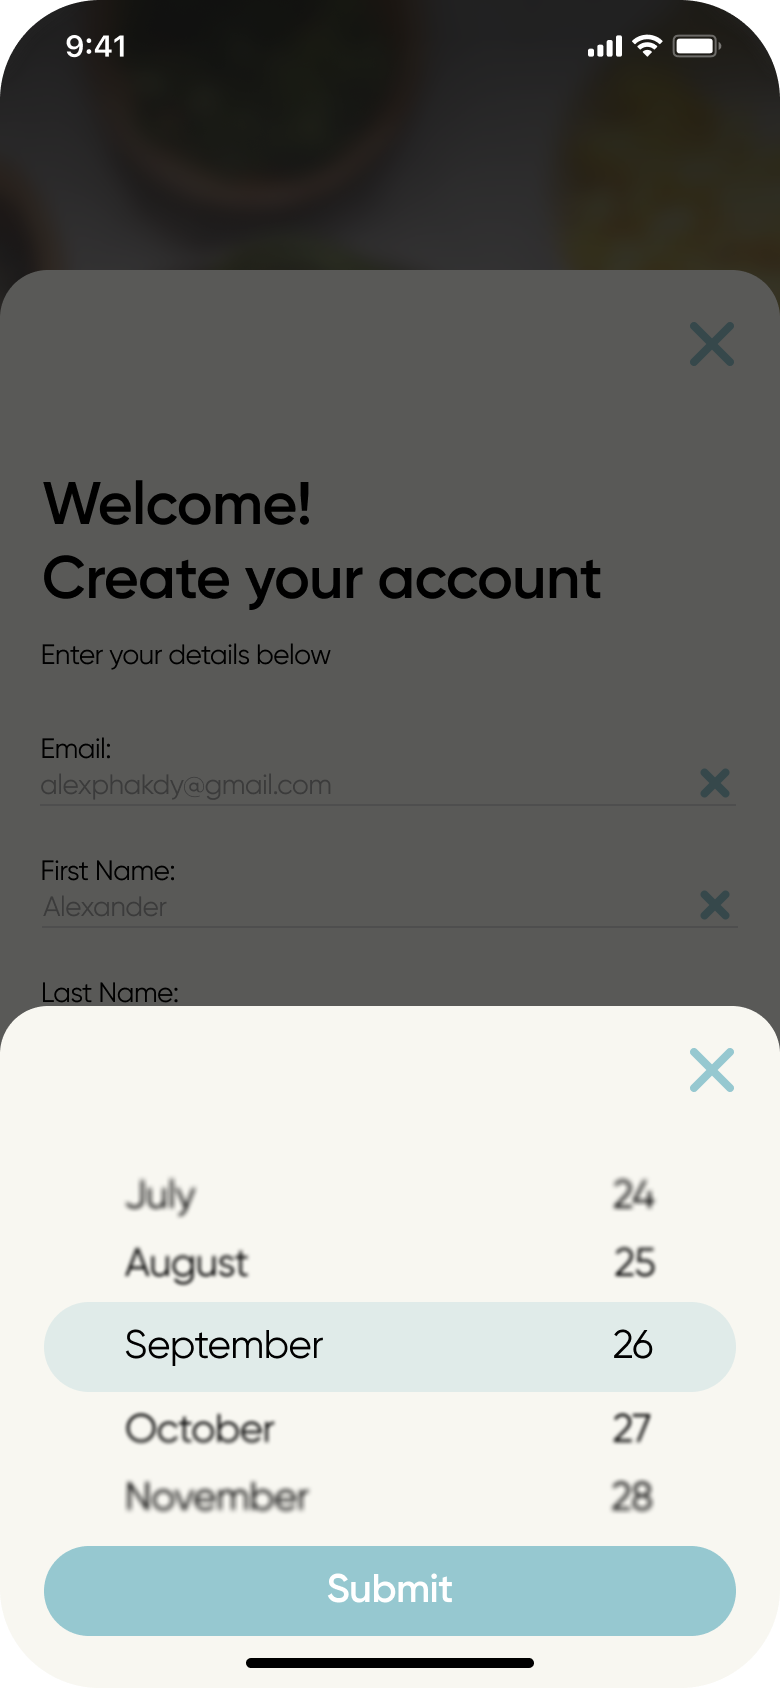 9:41
Welcome!
Create your account
Enter your details below
Email:
alexphakdy@gmail.com
First Name:
Alexander
Last Name:
July 24
August 25
September 26
October 27
November 28
Submit